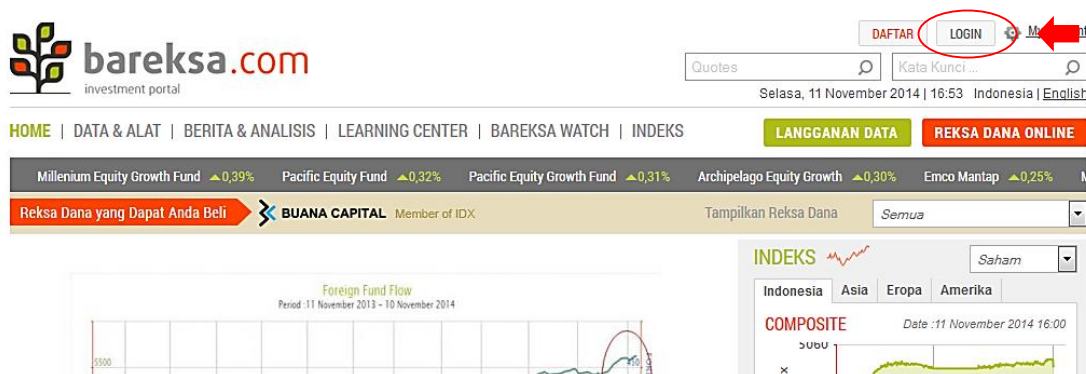 DAFTAR LOGIN
bareksa.com
investment portal
Quotes Kata Kunci ...
Selasa, 11 November 2014 | 16:53 Indonesia | English
HOME | DATA & ALAT | BERITA & ANALISIS | LEARNING CENTER | BAREKSA WATCH | INDEKS
LANGGANAN DATA REKSA DANA ONLINE
Millenium Equity Growth Fund ▲0,39% Pacific Equity Fund ▲0,32% Pacific Equity Growth Fund ▲0,31% Archipelago Equity Growth ▲0,30% Emco Mantap ▲0,25% M
Reksa Dana yang Dapat Anda Beli BUANA CAPITAL Member of IDX Tampilkan Reksa Dana Semua
INDEKS Saham
Indonesia Asia Eropa Amerika
COMPOSITE Date :11 November 2014 16:00
5060
Foreign Fund Flow
Period :11 November 2013 - 10 November 2014
5500